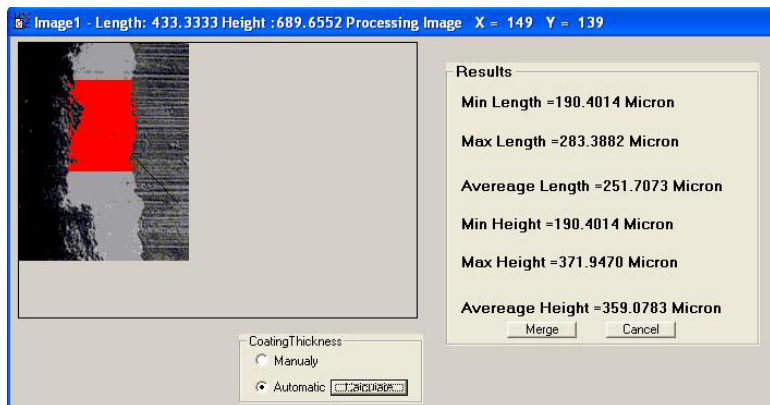 Image1 - Length: 433.3333 Height :689.6552 Processing Image X = 149 Y = 139
Results
Min Length =190.4014 Micron
Max Length =283.3882 Micron
Avereage Length =251.7073 Micron
Min Height =190.4014 Micron
Max Height =371.9470 Micron
Avereage Height =359.0783 Micron
Merge Cancel
CoatingThickness
Manualy
Automatic Calculate